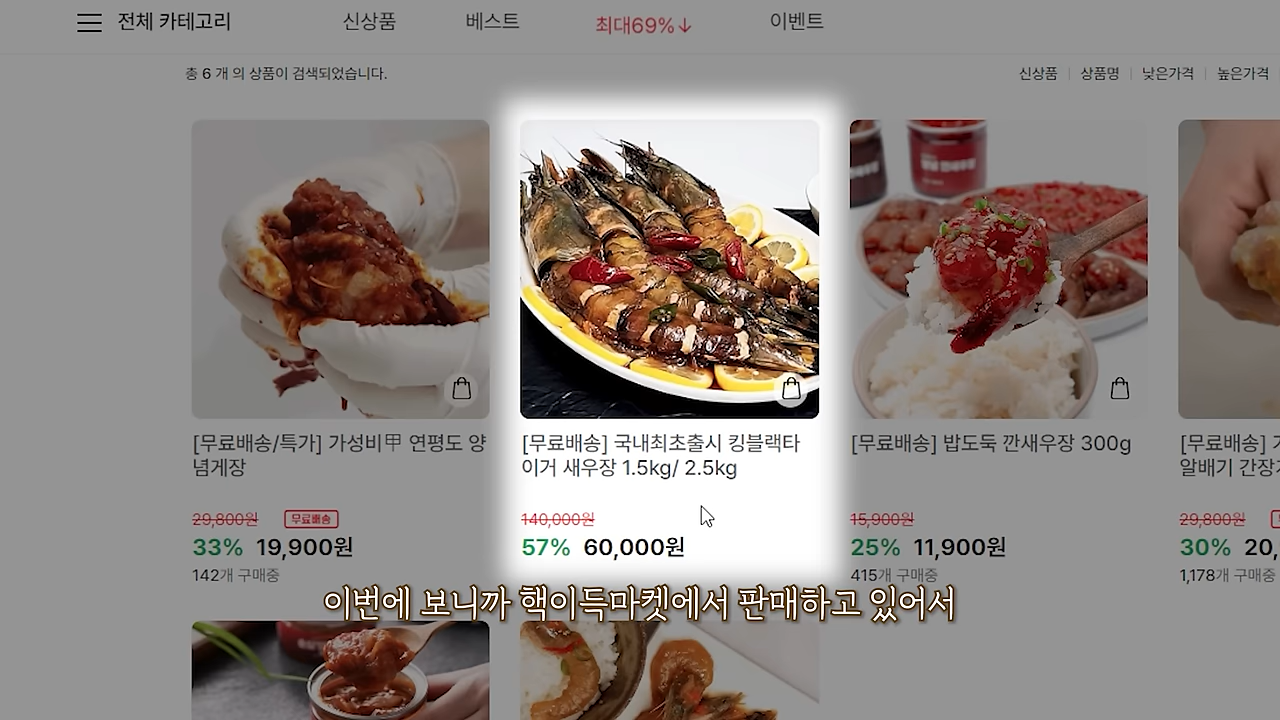 전체 카테고리
신상품
베스트
최대69%↓
이벤트
총 6 개 의 상품이 검색되었습니다.
신상품
상품명
낮은가격
높은가격
[무료배송/특가] 가성비甲 연평도 양
념게장
29,800원
무료배송
33% 19,900원
142개 구매중
[무료배송] 국내최초출시 킹블랙타
이거 새우장 1.5kg/ 2.5kg
140,000원
57% 60,000원
[무료배송] 밥도둑 깐새우장 300g
15,900원
25% 11,900원
415개 구매중
[무료배송]
알배기 간장
29,800원
30% 20,
1,178개 구매중
이번에 보니까 핵이득마켓에서 판매하고 있어서